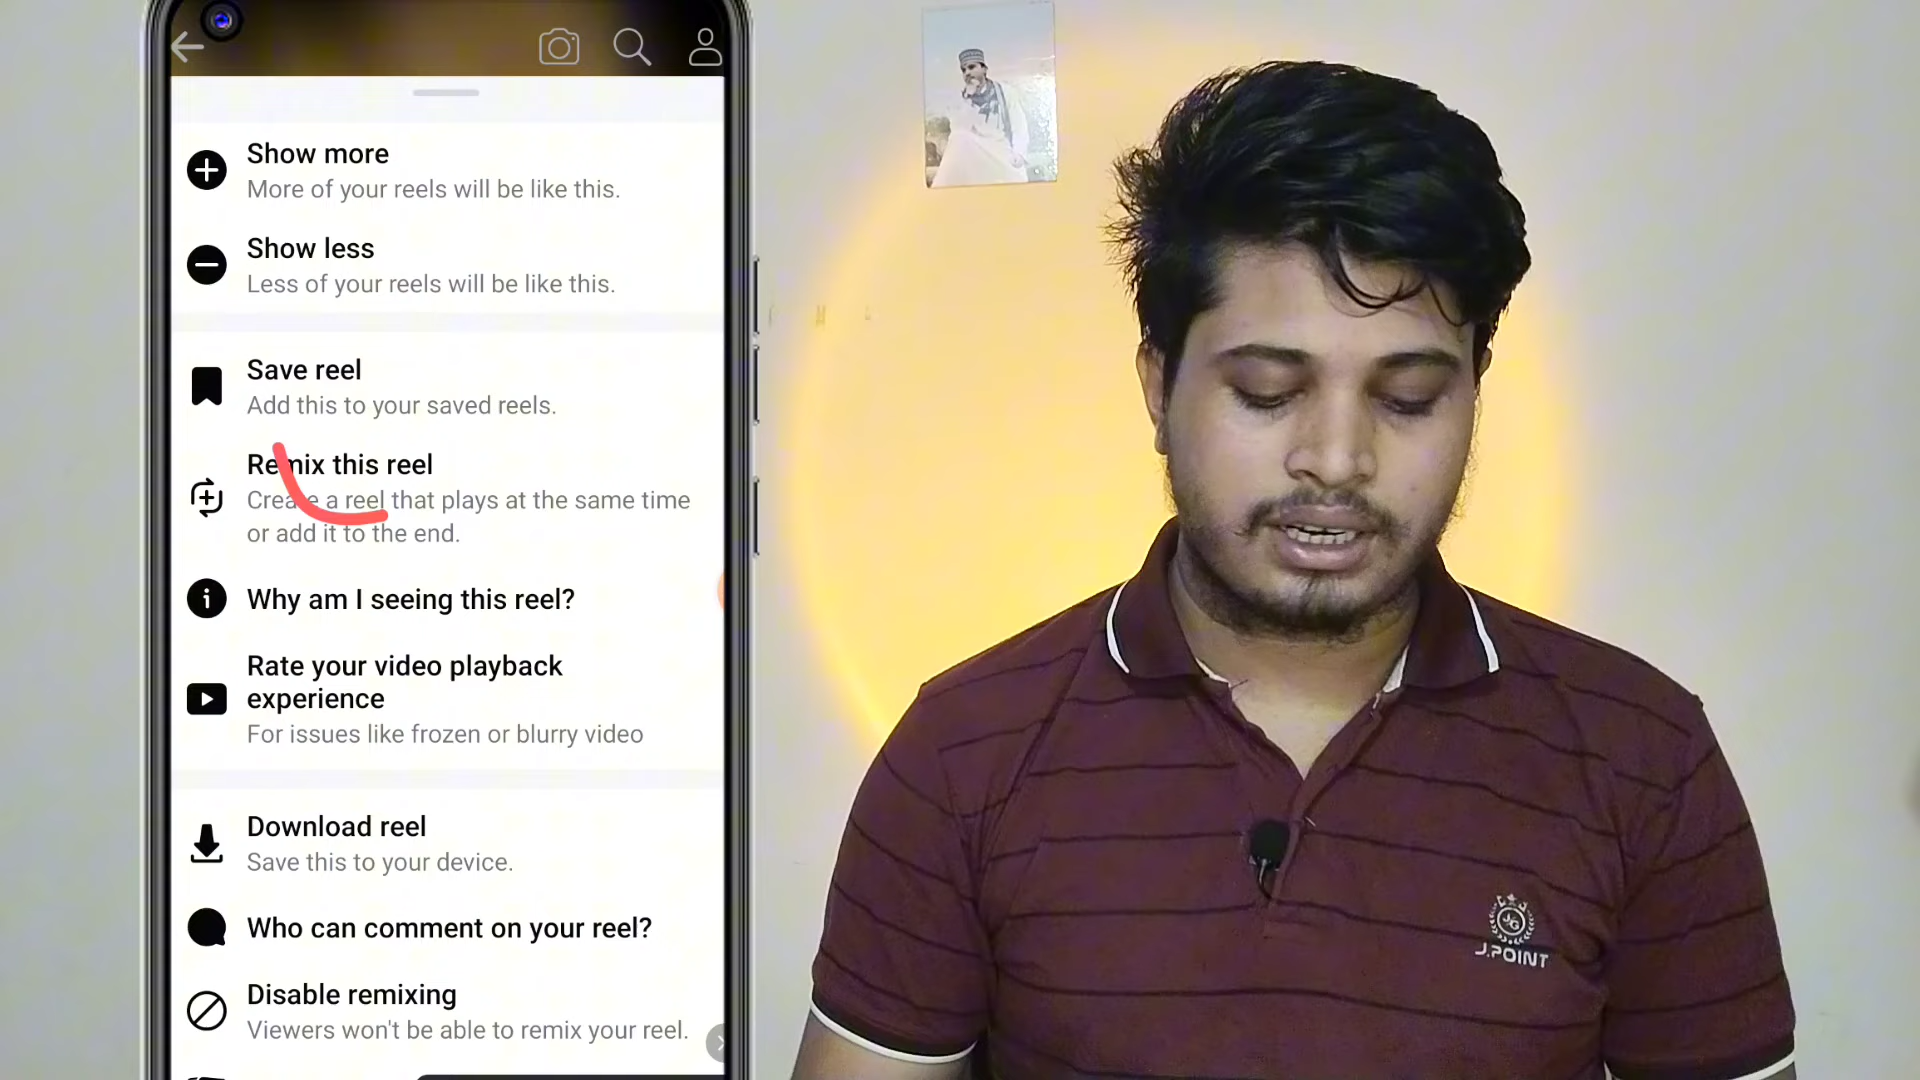 Show more
More of your reels will be like this.
Show less
Less of your reels will be like this.
Save reel
Add this to your saved reels.
Remix this reel
Create a reel that plays at the same time
or add it to the end.
Why am I seeing this reel?
Rate your video playback
experience
For issues like frozen or blurry video
Download reel
Save this to your device.
Who can comment on your reel?
Disable remixing
Viewers won't be able to remix your reel.
JG
J.POINT